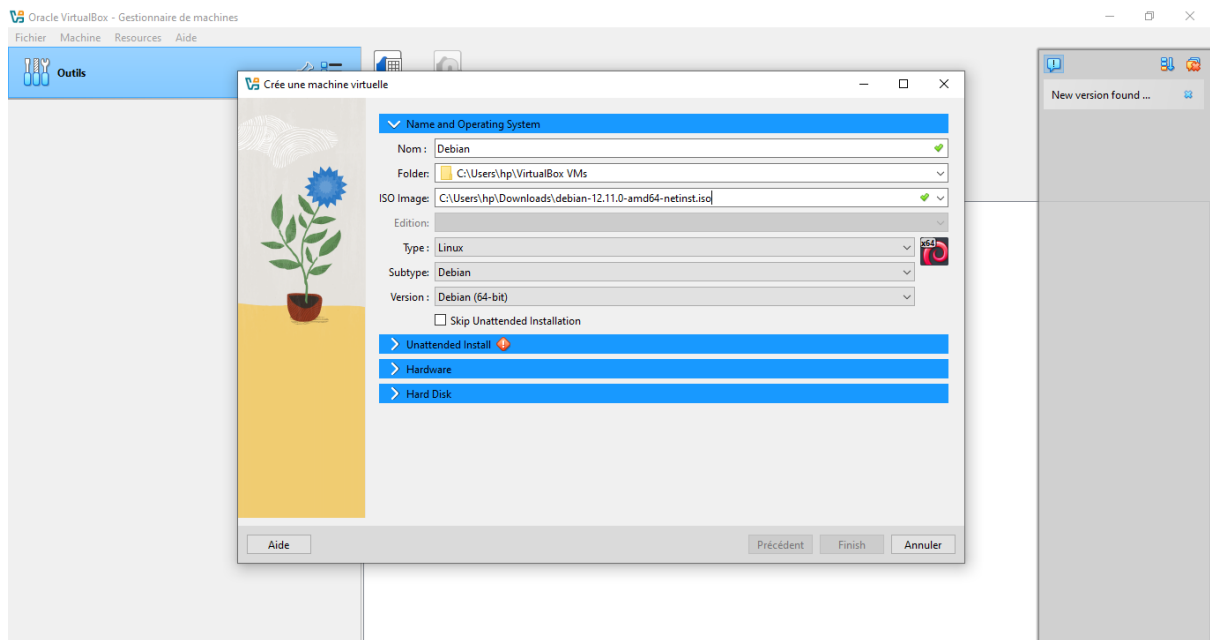 Oracle VirtualBox - Gestionnaire de machines
Fichier Machine Resources Aide
Outils
New version found ...
Crée une machine virtuelle
Name and Operating System
Nom : Debian
Folder: C:\Users\hp\VirtualBox VMs
ISO Image: C:\Users\hp\Downloads\debian-12.11.0-amd64-netinst.iso
Edition:
Type : Linux
x64
Subtype: Debian
Version : Debian (64-bit)
Skip Unattended Installation
Unattended Install
Hardware
Hard Disk
Aide Précédent Finish Annuler